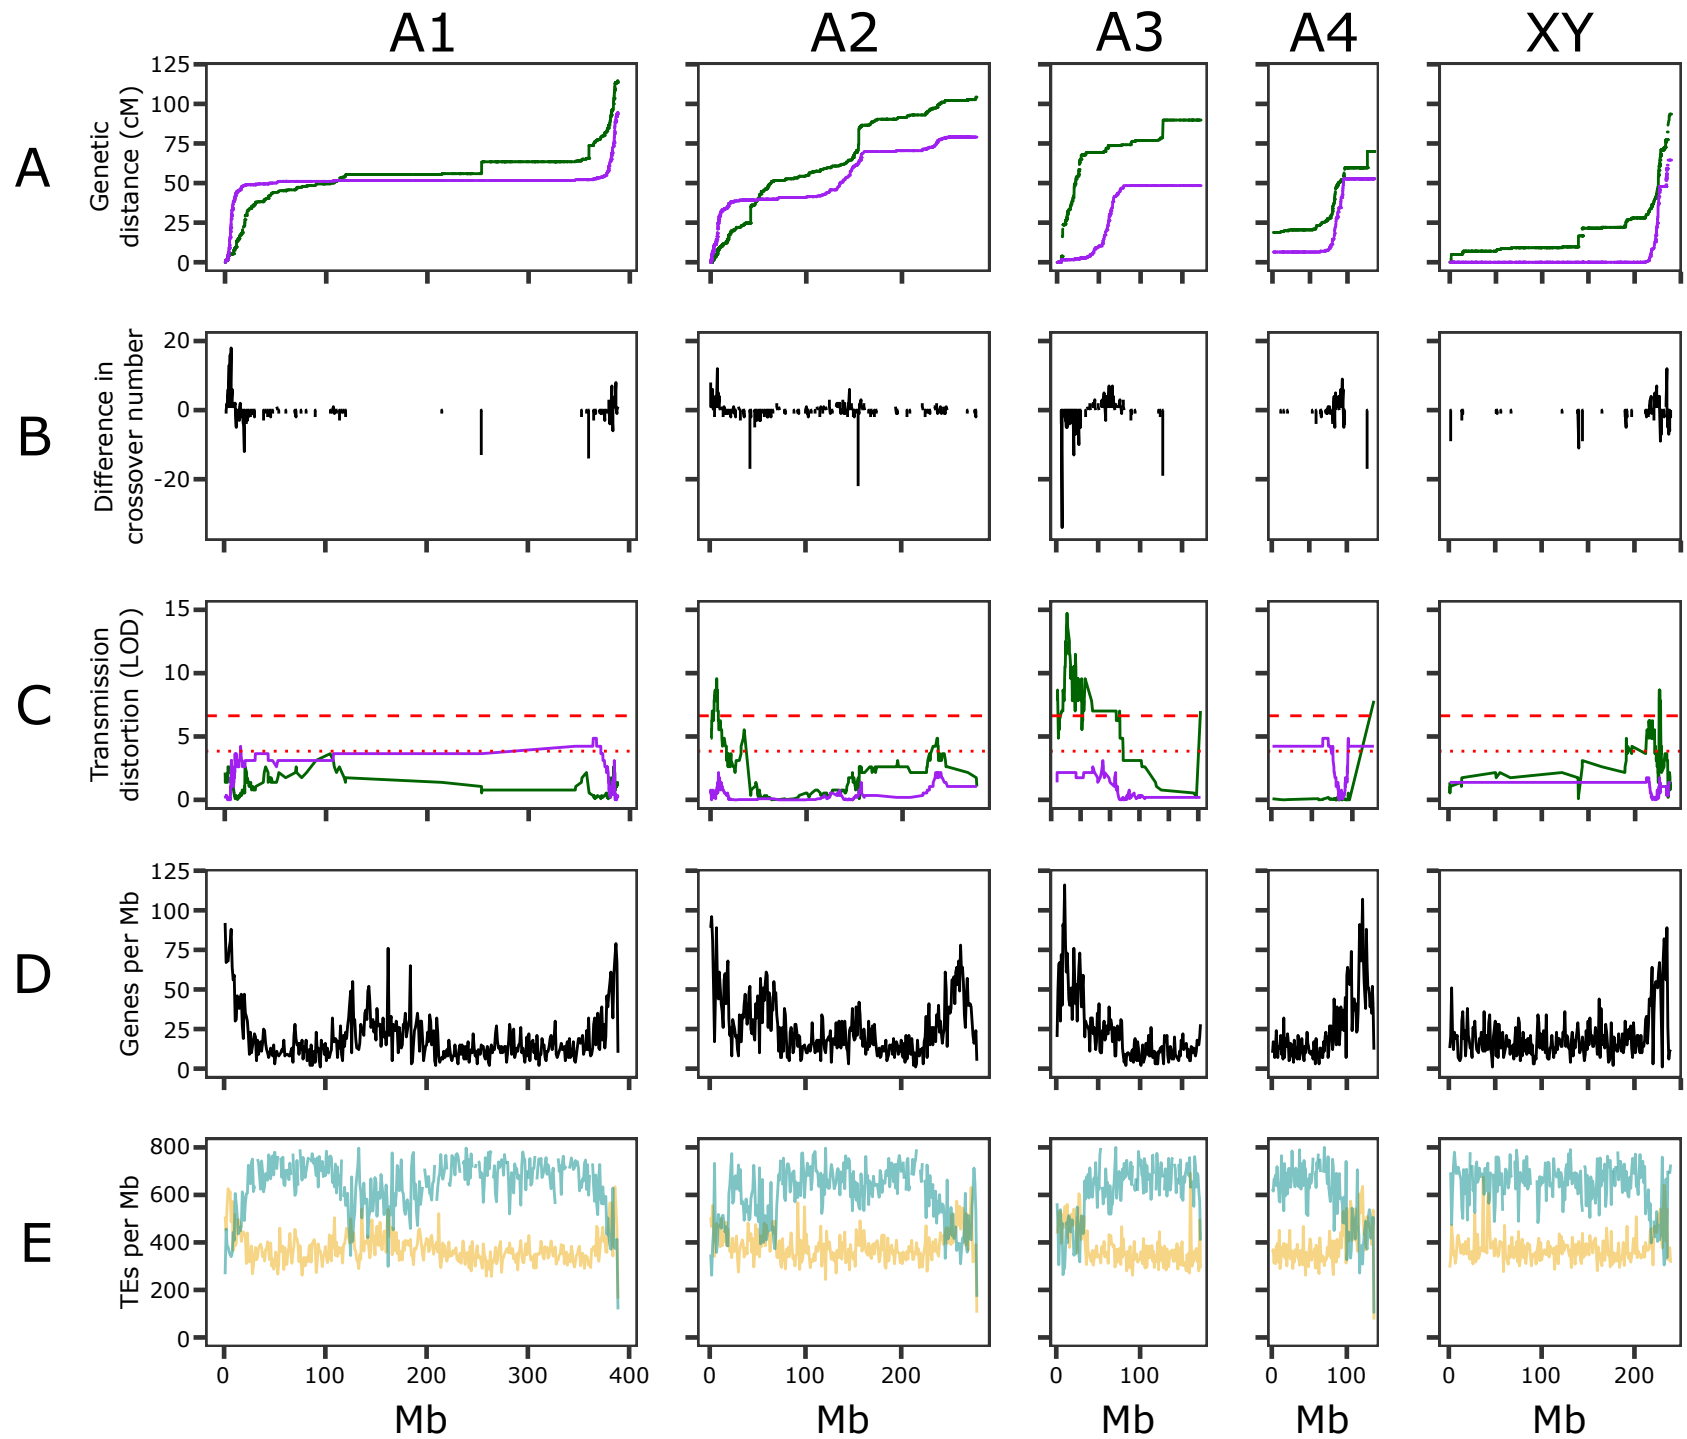 A1 A2 A3 A4 XY
A
Genetic
distance (cM)
125
100
75
50
25
0
B
Difference in
crossover number
20
0
-20
C
Transmission
distortion (LOD)
15
10
5
0
D
Genes per Mb
125
100
75
50
25
0
E
TEs per Mb
800
600
400
200
0
0 100 200 300 400 0 100 200 0 100 0 100 0 100 200
Mb Mb Mb Mb Mb